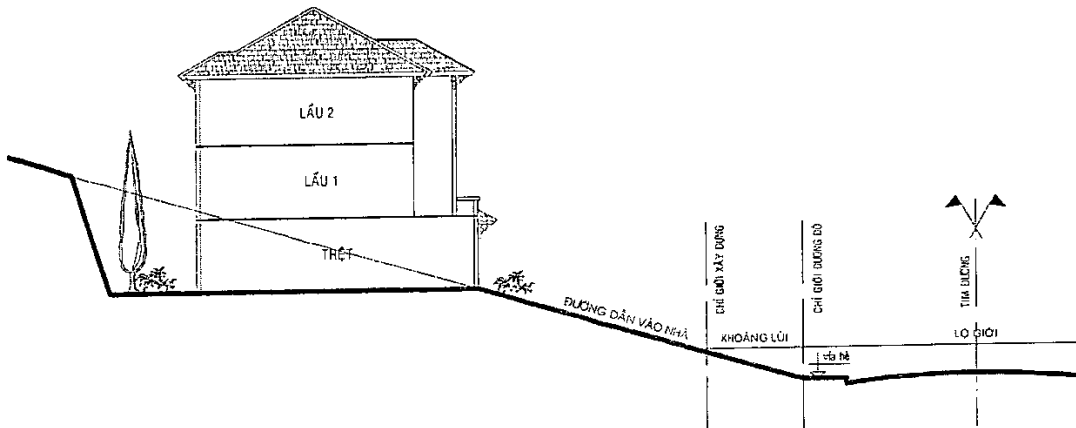 LẦU 2
LẦU 1
TRỆT
ĐƯỜNG DẪN VÀO NHÀ
CHỈ GIỚI XÂY DỰNG
CHỈ GIỚI ĐƯỜNG ĐỎ
TIM ĐƯỜNG
KHOẢNG LÙI
LỘ GIỚI
vỉa hè